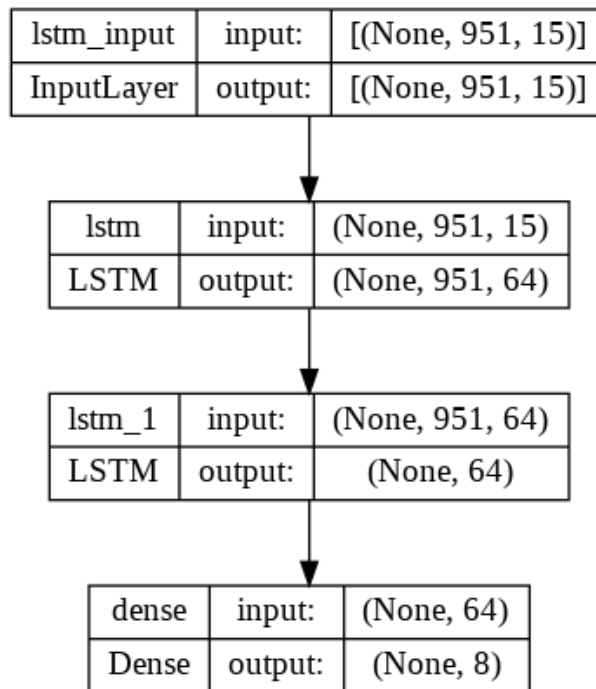 lstm_input input: [(None, 951, 15)]
InputLayer output: [(None, 951, 15)]
lstm input: (None, 951, 15)
LSTM output: (None, 951, 64)
lstm_1 input: (None, 951, 64)
LSTM output: (None, 64)
dense input: (None, 64)
Dense output: (None, 8)